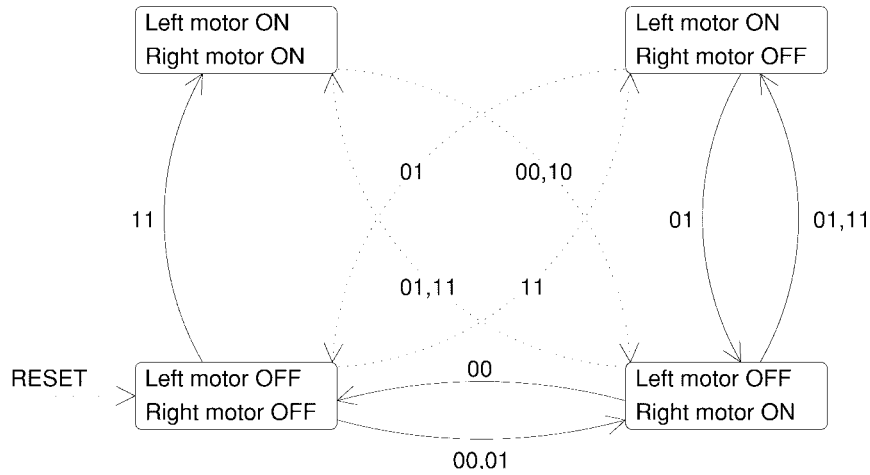 Left motor ON
Right motor ON
Left motor ON
Right motor OFF
01
00,10
11
01
01,11
01,11
11
RESET
Left motor OFF
Right motor OFF
00
Left motor OFF
Right motor ON
00,01